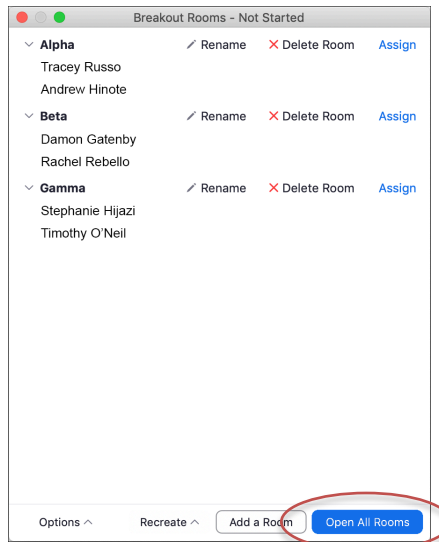 Breakout Rooms - Not Started
Alpha Rename Delete Room Assign
Tracey Russo
Andrew Hinote
Beta Rename Delete Room Assign
Damon Gatenby
Rachel Rebello
Gamma Rename Delete Room Assign
Stephanie Hijazi
Timothy O'Neil
Options Recreate Add a Room Open All Rooms